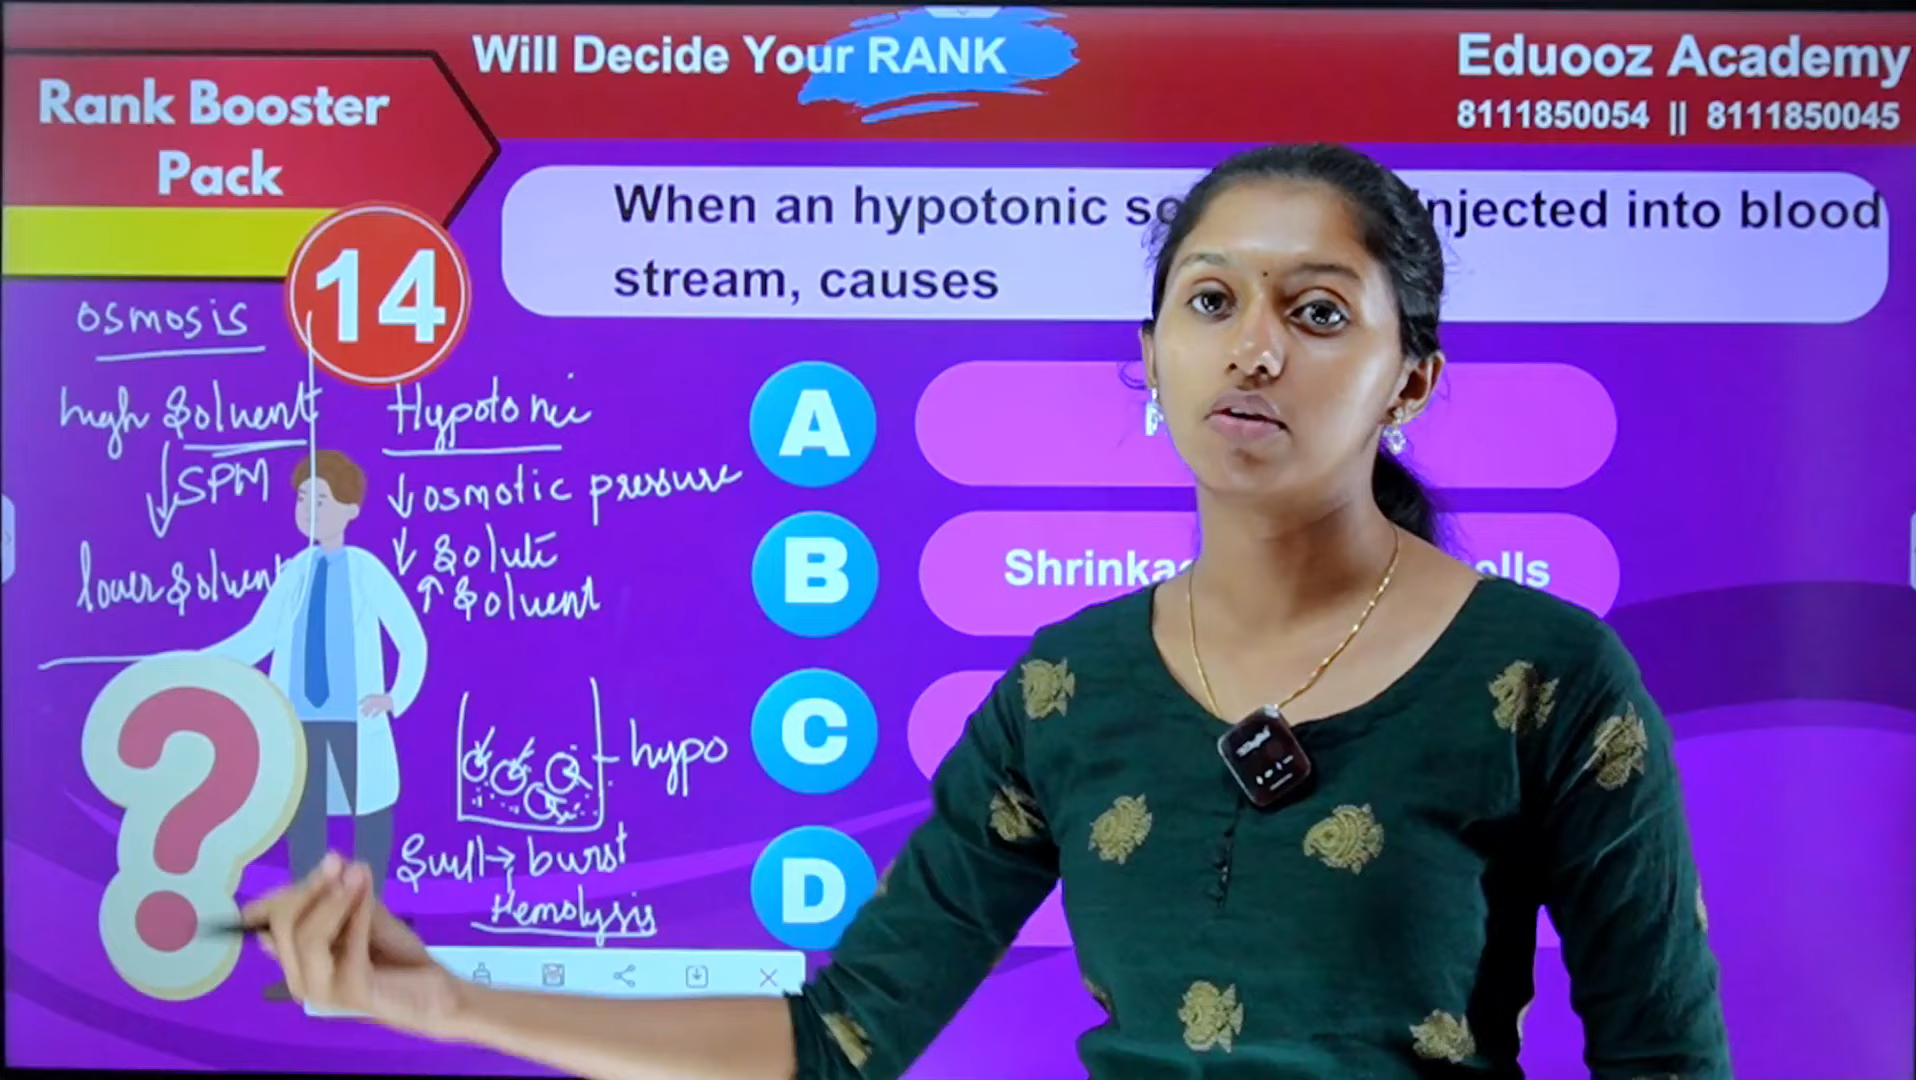 Will Decide Your RANK
Eduooz Academy
8111850054 || 8111850045
Rank Booster
Pack
14
When an hypotonic njected into blood
stream, causes
A
B
Shrinka
C
D
osmosis
high solvent
↓ SPM
lower solvent
Hypotonic
↓ osmotic pressure
↓ solute
↑ solvent
hypo
Swell → burst
Hemolysis